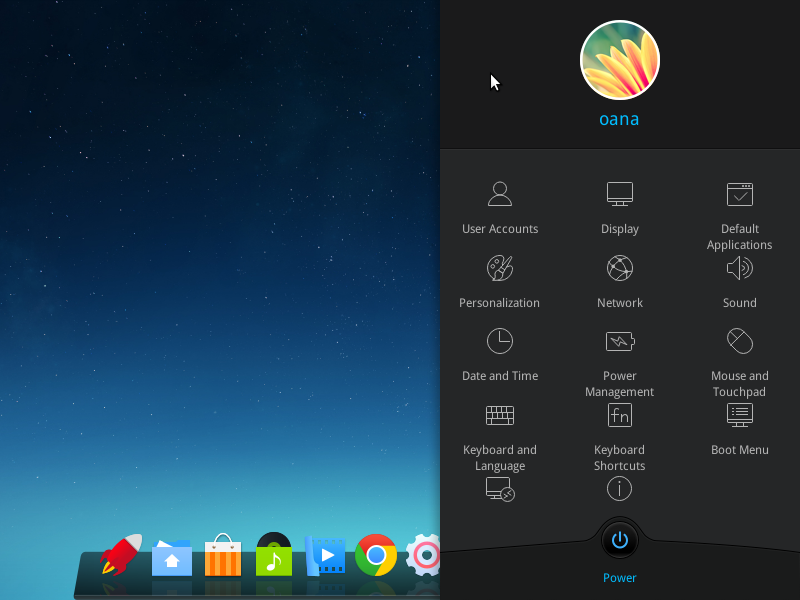 oana
User Accounts
Display
Default
Applications
Personalization
Network
Sound
Date and Time
Power
Management
Mouse and
Touchpad
Keyboard and
Language
fn
Keyboard
Shortcuts
Boot Menu
Power